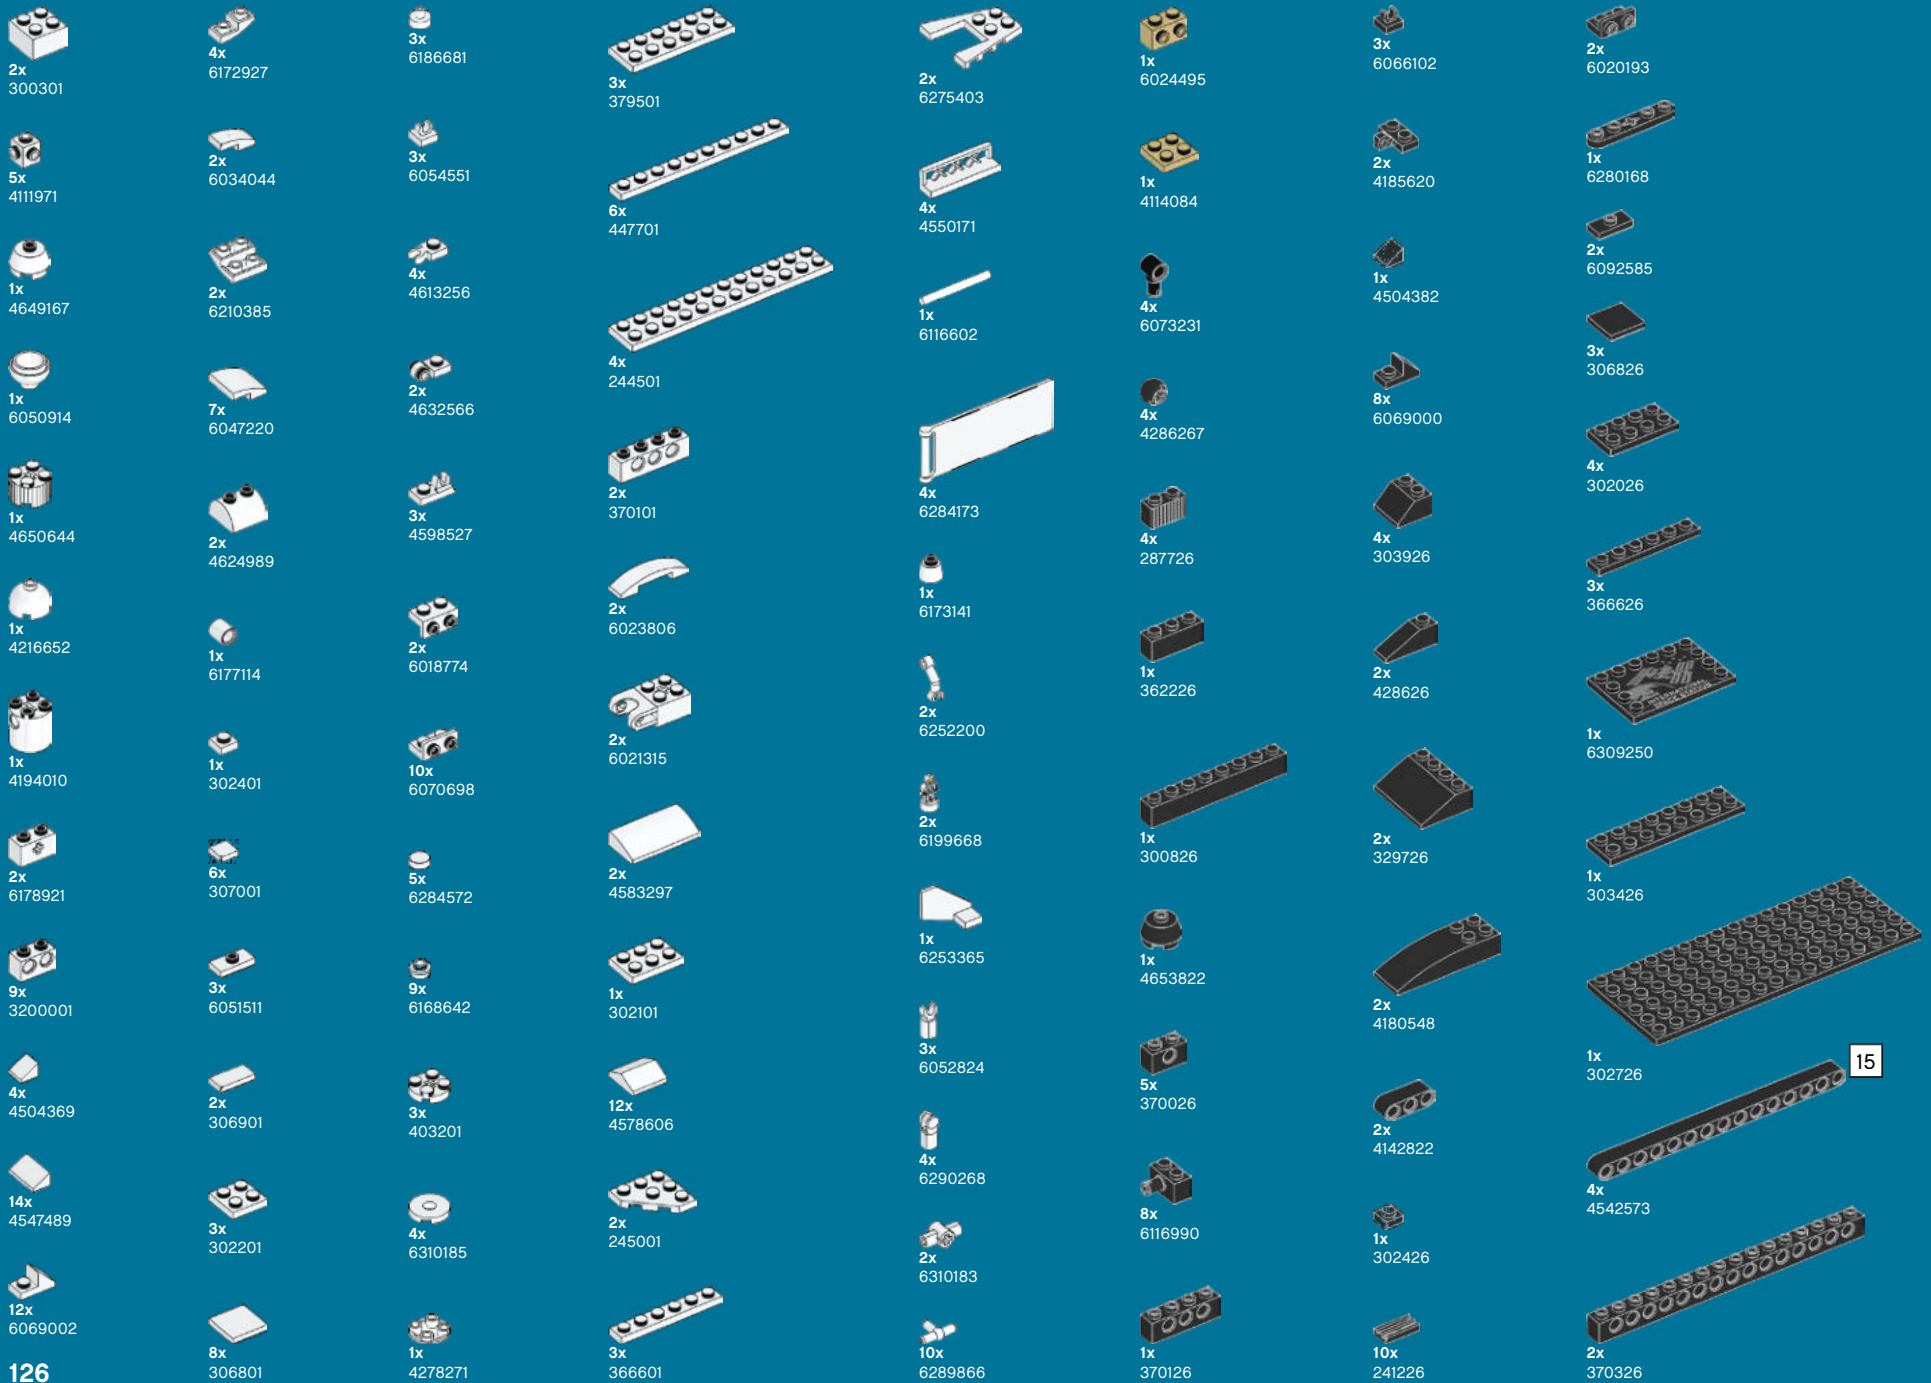 2x
300301
5x
4111971
1x
4649167
1x
6050914
1x
4650644
1x
4216652
1x
4194010
2x
6178921
9x
3200001
4x
4504369
14x
4547489
12x
6069002
126
4x
6172927
2x
6034044
2x
6210385
7x
6047220
2x
4624989
1x
6177114
1x
302401
6x
307001
3x
6051511
2x
306901
3x
302201
8x
306801
3x
6186681
3x
6054551
4x
4613256
2x
4632566
3x
4598527
2x
6018774
10x
6070698
5x
6284572
9x
6168642
3x
403201
4x
6310185
1x
4278271
3x
379501
6x
447701
4x
244501
2x
370101
2x
6023806
2x
6021315
2x
4583297
1x
302101
12x
4578606
2x
245001
3x
366601
2x
6275403
4x
4550171
1x
6116602
4x
6284173
1x
6173141
2x
6252200
2x
6199668
1x
6253365
3x
6052824
4x
6290268
2x
6310183
10x
6289866
1x
6024495
1x
4114084
4x
6073231
4x
4286267
4x
287726
1x
362226
1x
300826
1x
4653822
5x
370026
8x
6116990
1x
370126
3x
6066102
2x
4185620
1x
4504382
8x
6069000
4x
303926
2x
428626
2x
329726
2x
4180548
2x
4142822
1x
302426
10x
241226
2x
6020193
1x
6280168
2x
6092585
3x
306826
4x
302026
3x
366626
1x
6309250
1x
303426
1x
302726
15
4x
4542573
2x
370326